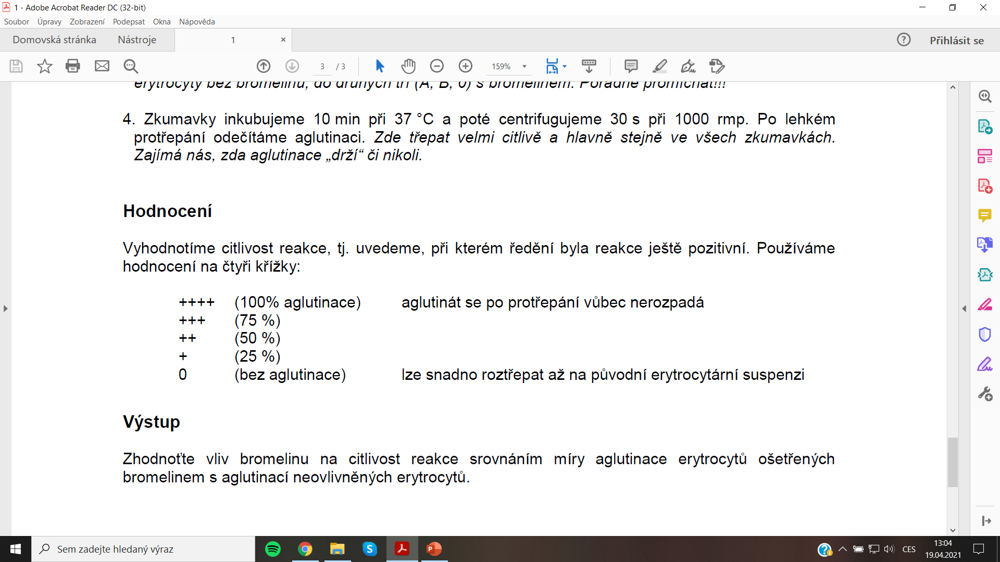 1 - Adobe Acrobat Reader DC (32-bit)
Soubor Úpravy Zobrazení Podepsat Okna Nápověda
Domovská stránka Nástroje 1 × Přihlásit se
3 / 3 159%
erytrocyty bez bromelinu, do druhých tří (A, B, 0) s bromelinem. Pořádně promíchat!!!
4. Zkumavky inkubujeme 10 min při 37 °C a poté centrifugujeme 30 s při 1000 rmp. Po lehkém
protřepání odečítáme aglutinaci. Zde třepat velmi citlivě a hlavně stejně ve všech zkumavkách.
Zajímá nás, zda aglutinace „drží“ či nikoli.
Hodnocení
Vyhodnotíme citlivost reakce, tj. uvedeme, při kterém ředění byla reakce ještě pozitivní. Používáme
hodnocení na čtyři křížky:
++++ (100% aglutinace) aglutinát se po protřepání vůbec nerozpadá
+++ (75 %)
++ (50 %)
+ (25 %)
0 (bez aglutinace) lze snadno roztřepat až na původní erytrocytární suspenzi
Výstup
Zhodnoťte vliv bromelinu na citlivost reakce srovnáním míry aglutinace erytrocytů ošetřených
bromelinem s aglutinací neovlivněných erytrocytů.
Sem zadejte hledaný výraz
CES
13:04
19.04.2021